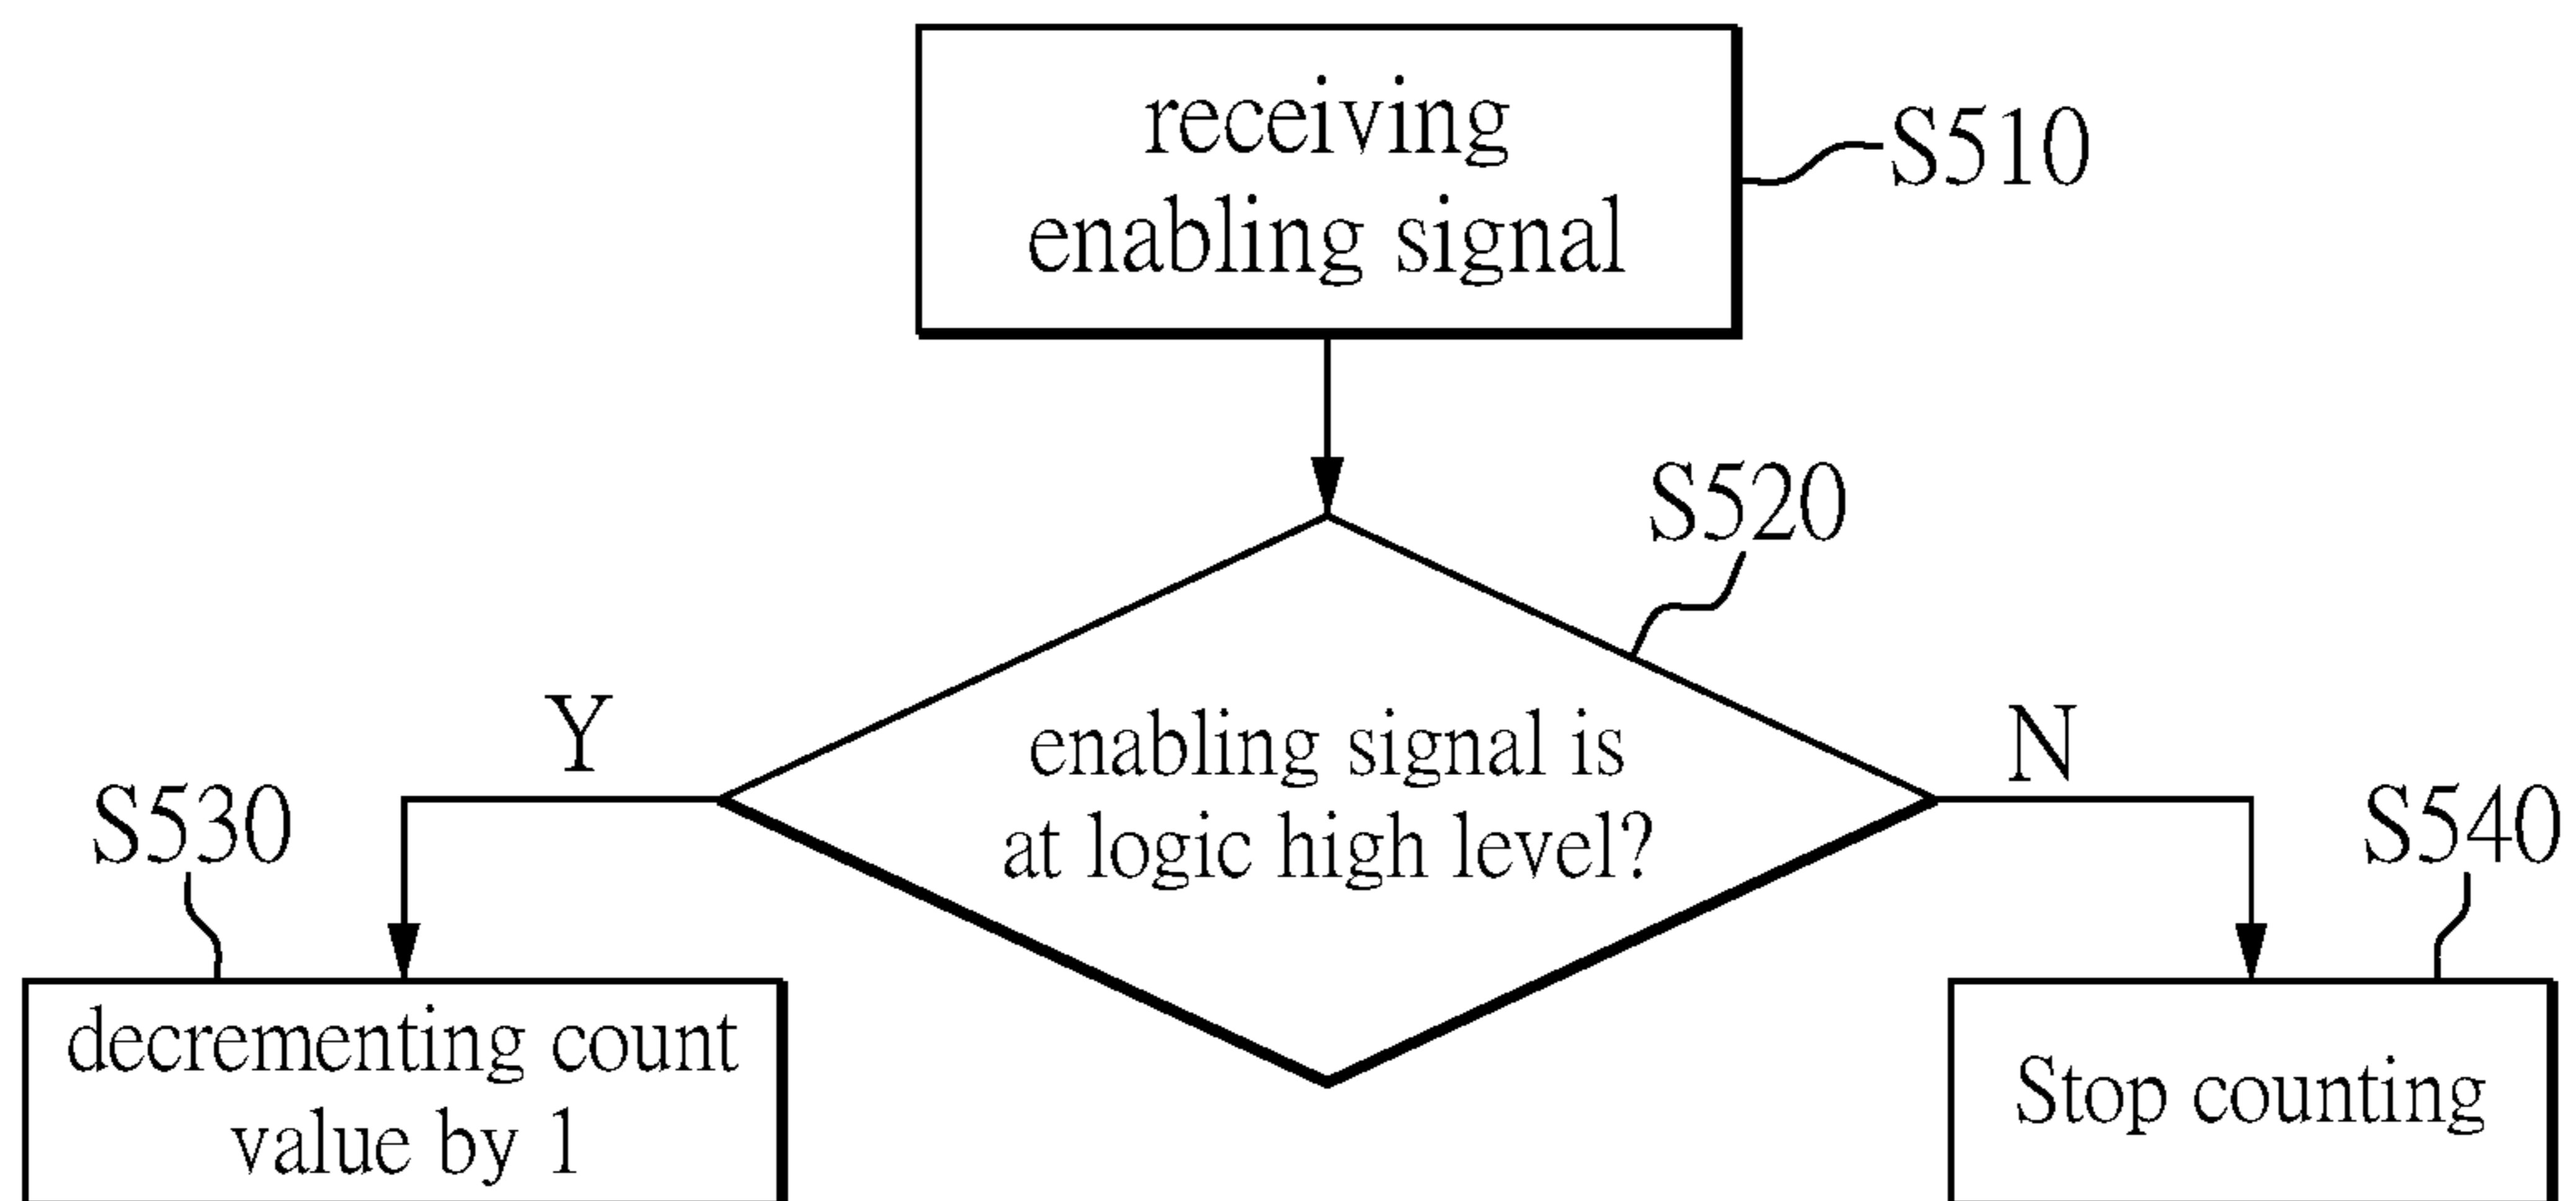 receiving
enabling signal
S510
S520
enabling signal is
at logic high level?
Y
N
S530
S540
decrementing count
value by 1
Stop counting